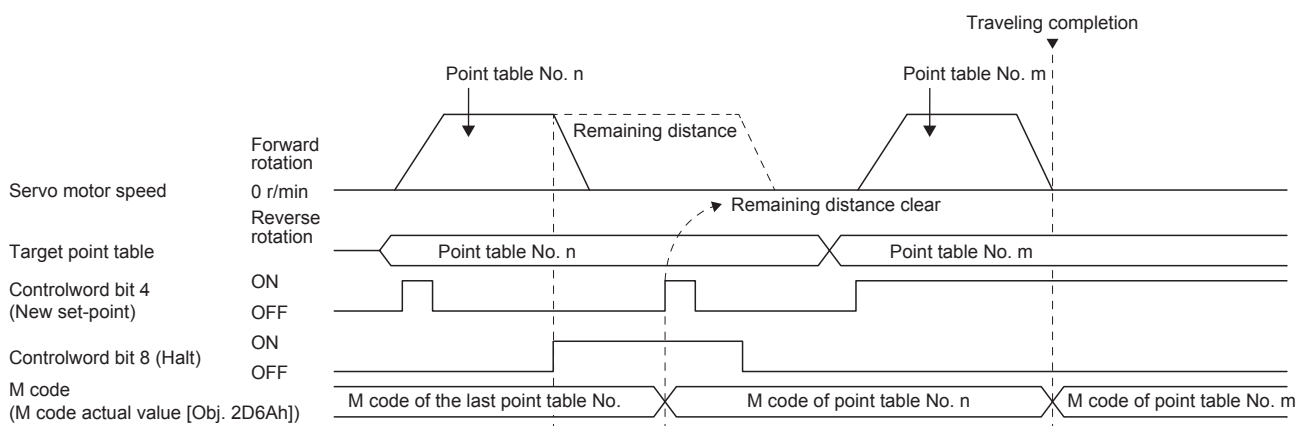 Traveling completion
Point table No. n
Point table No. m
Remaining distance
Forward
rotation
Servo motor speed
0 r/min
Remaining distance clear
Reverse
rotation
Target point table
Point table No. n
Point table No. m
Controlword bit 4
(New set-point)
ON
OFF
Controlword bit 8 (Halt)
ON
OFF
M code
(M code actual value [Obj. 2D6Ah])
M code of the last point table No.
M code of point table No. n
M code of point table No. m